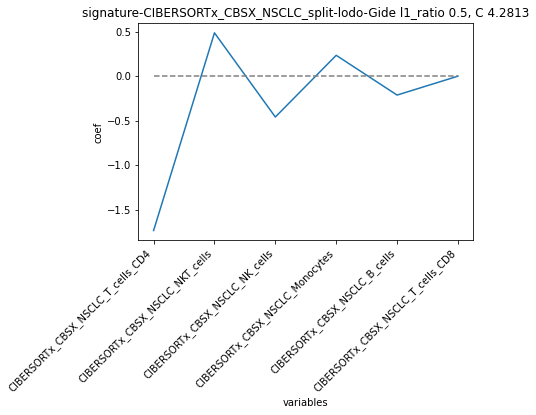 signature-CIBERSORTx_CBSX_NSCLC_split-lodo-Gide l1_ratio 0.5, C 4.2813
0.5
0.0
−0.5
−1.0
−1.5
coef
CIBERSORTx_CBSX_NSCLC_T_cells_CD4
CIBERSORTx_CBSX_NSCLC_NKT_cells
CIBERSORTx_CBSX_NSCLC_NK_cells
CIBERSORTx_CBSX_NSCLC_Monocytes
CIBERSORTx_CBSX_NSCLC_B_cells
CIBERSORTx_CBSX_NSCLC_T_cells_CD8
variables